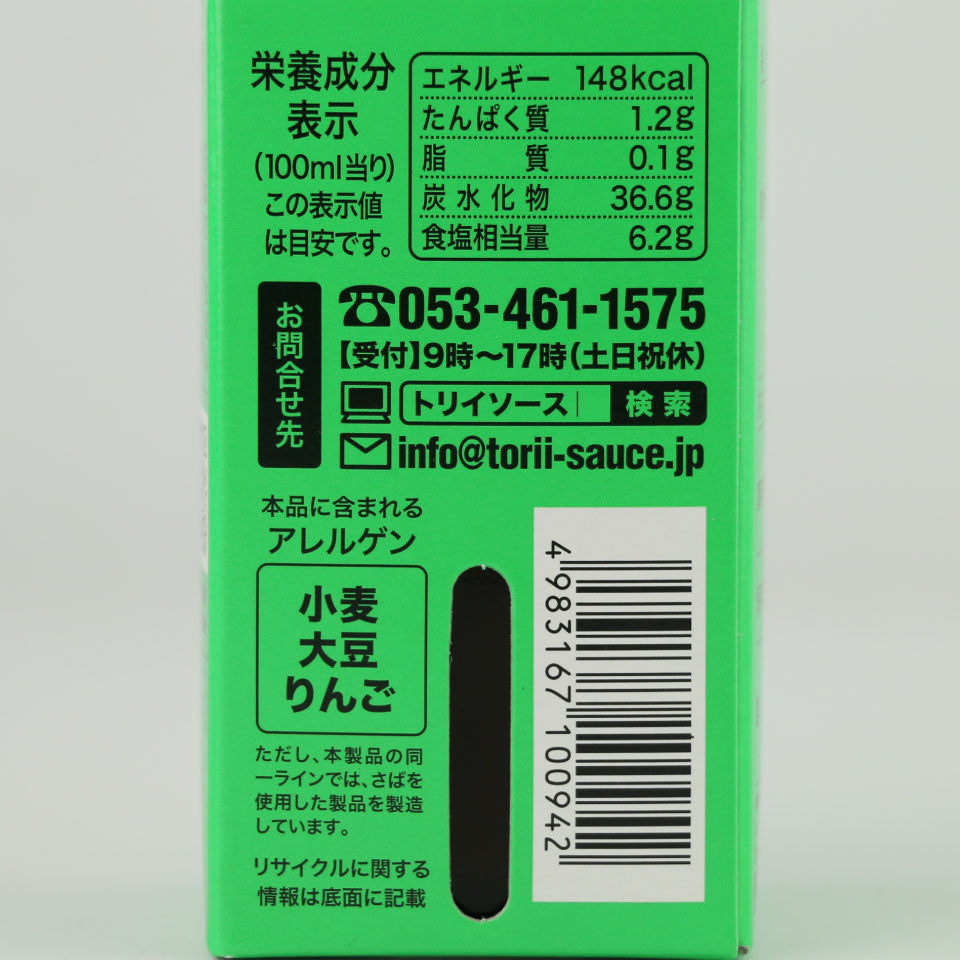 栄養成分
表示
(100ml当り)
この表示値
は目安です。
エネルギー 148kcal
たんぱく質 1.2g
脂質 0.1g
炭水化物 36.6g
食塩相当量 6.2g
お問合せ先
☎053-461-1575
【受付】9時〜17時(土日祝休)
トリイソース 検索
info@torii-sauce.jp
本品に含まれる
アレルゲン
小麦
大豆
りんご
ただし、本製品の同
一ラインでは、さばを
使用した製品を製造
しています。
リサイクルに関する
情報は底面に記載
4983167100942